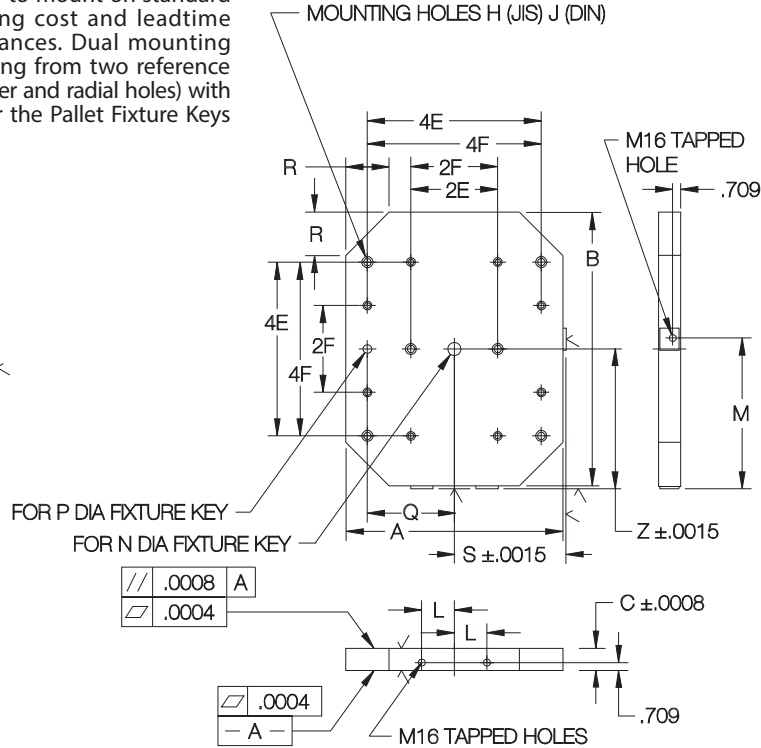 to mount on standard
ng cost and leadtime
ances. Dual mounting
ng from two reference
er and radial holes) with
r the Pallet Fixture Keys
MOUNTING HOLES H (JIS) J (DIN)
4E
4F
R
2F
2E
M16 TAPPED
HOLE
.709
R
B
4E
2F
4F
M
FOR P DIA FIXTURE KEY
Q
A
FOR N DIA FIXTURE KEY
S ±.0015
Z ±.0015
// .0008 A
⏥ .0004
L
L
C ±.0008
⏥ .0004
– A –
M16 TAPPED HOLES
.709